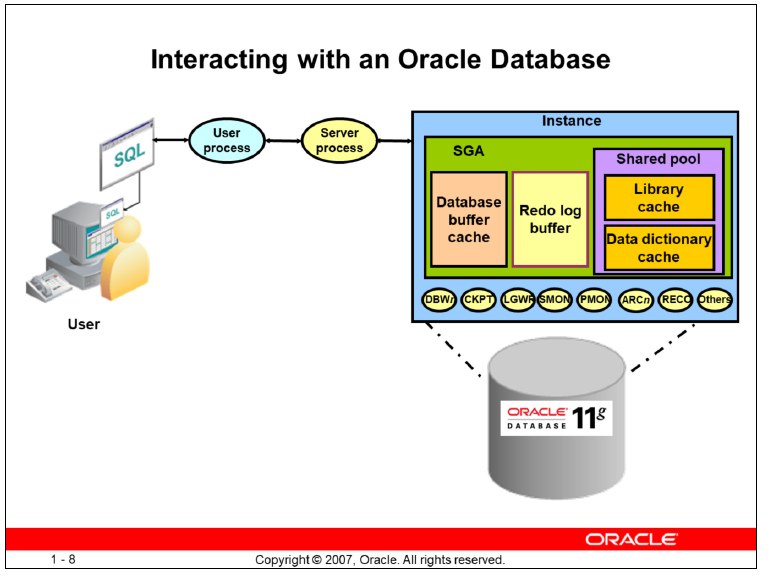 Interacting with an Oracle Database
SQL
SQL
User
User
process
Server
process
Instance
SGA
Shared pool
Database
buffer
cache
Redo log
buffer
Library
cache
Data dictionary
cache
DBWn
CKPT
LGWR
SMON
PMON
ARCn
RECO
Others
ORACLE
DATABASE
11g
ORACLE
1 - 8
Copyright © 2007, Oracle. All rights reserved.